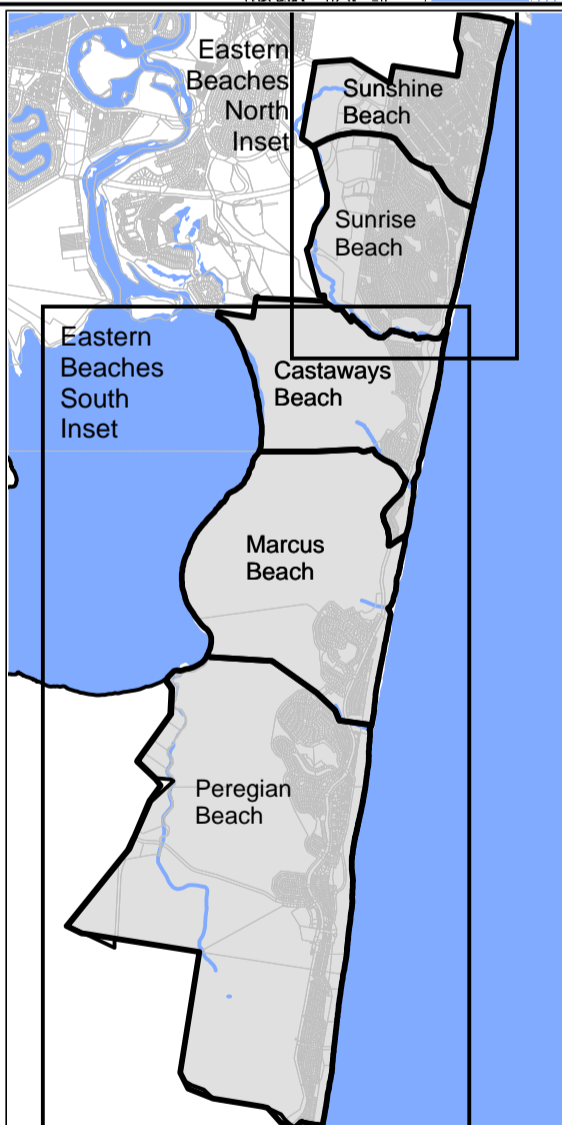 Eastern
Beaches
North
Inset
Sunshine
Beach
Sunrise
Beach
Eastern
Beaches
South
Inset
Castaways
Beach
Marcus
Beach
Peregian
Beach